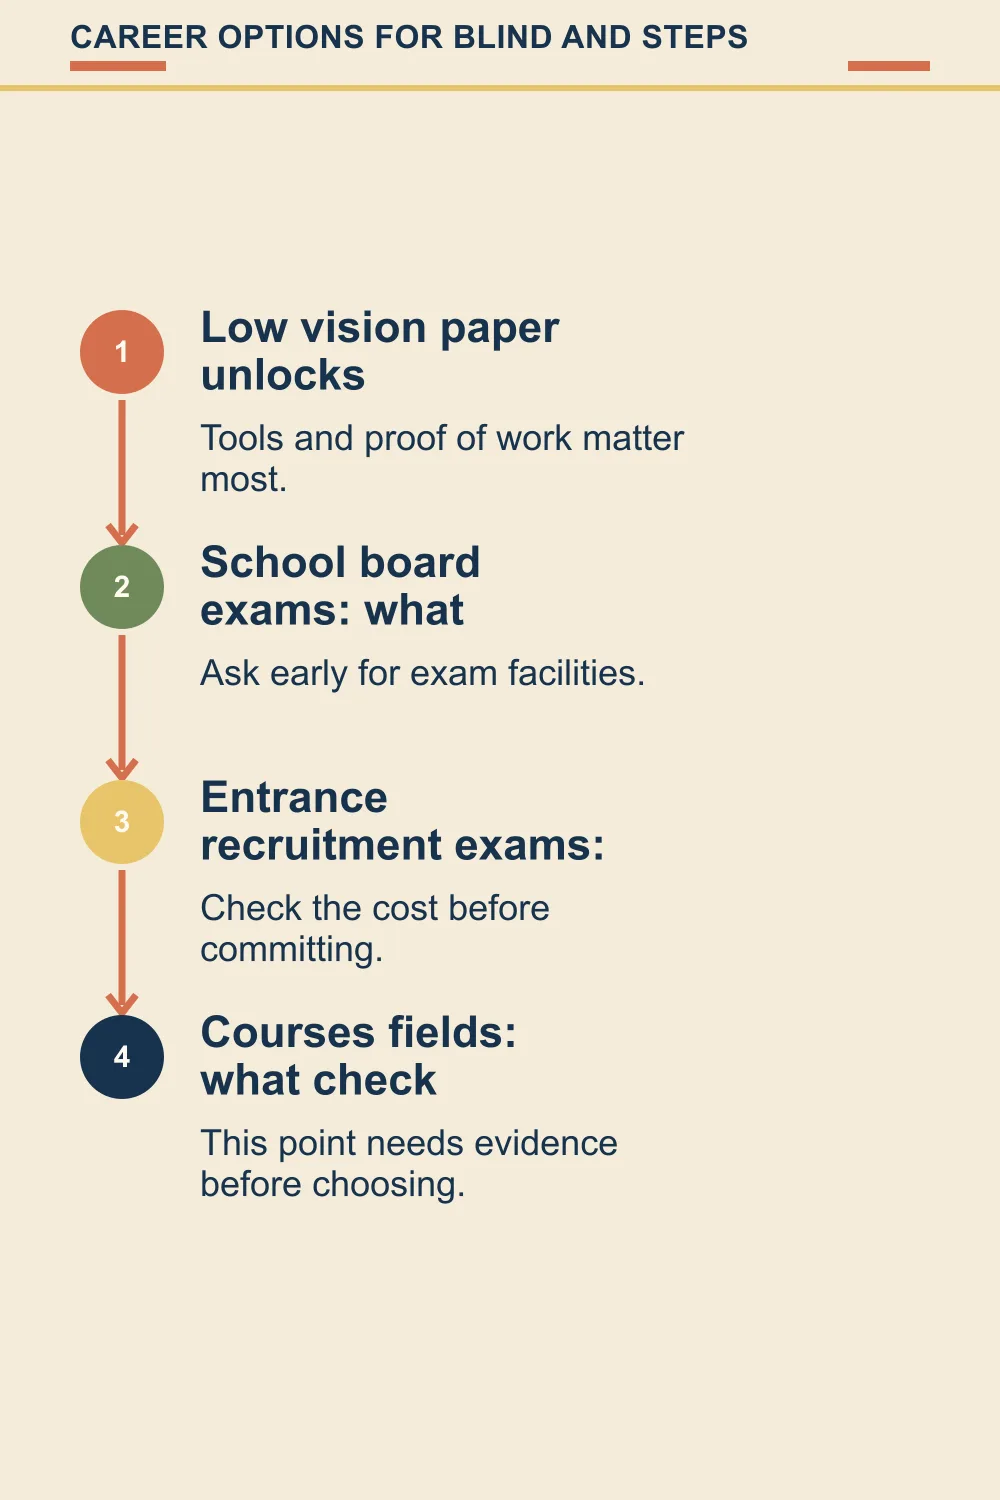 CAREER OPTIONS FOR BLIND AND STEPS
1
Low vision paper
unlocks
Tools and proof of work matter
most.
2
School board
exams: what
Ask early for exam facilities.
3
Entrance
recruitment exams:
Check the cost before
committing.
4
Courses fields:
what check
This point needs evidence
before choosing.